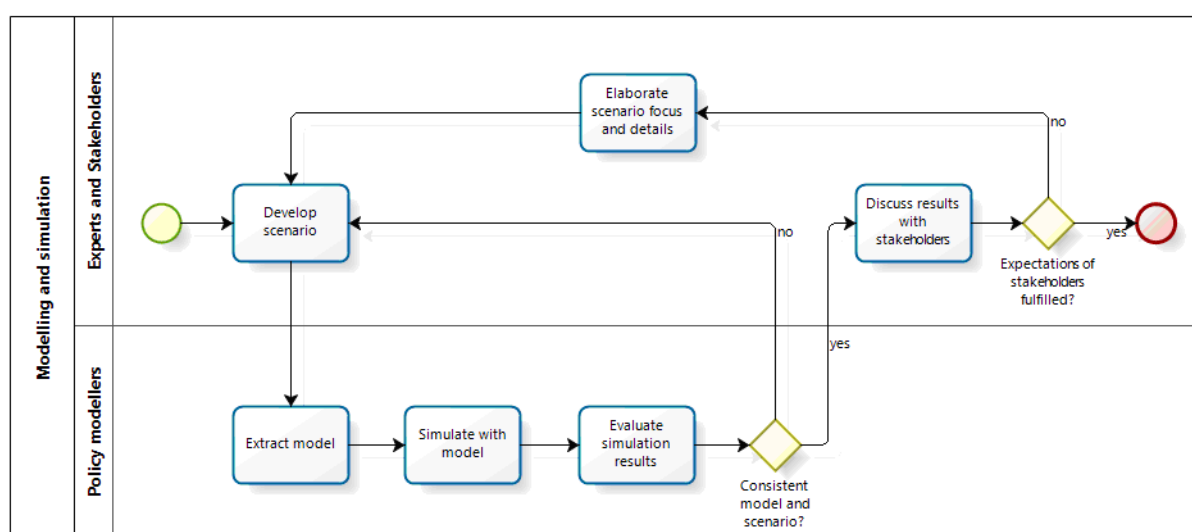 Modelling and simulation
Experts and Stakeholders
Elaborate
scenario focus
and details
no
Develop
scenario
no
Discuss results
with
stakeholders
yes
Expectations of
stakeholders
fulfilled?
yes
Policy modellers
Extract model
Simulate with
model
Evaluate
simulation
results
Consistent
model and
scenario?